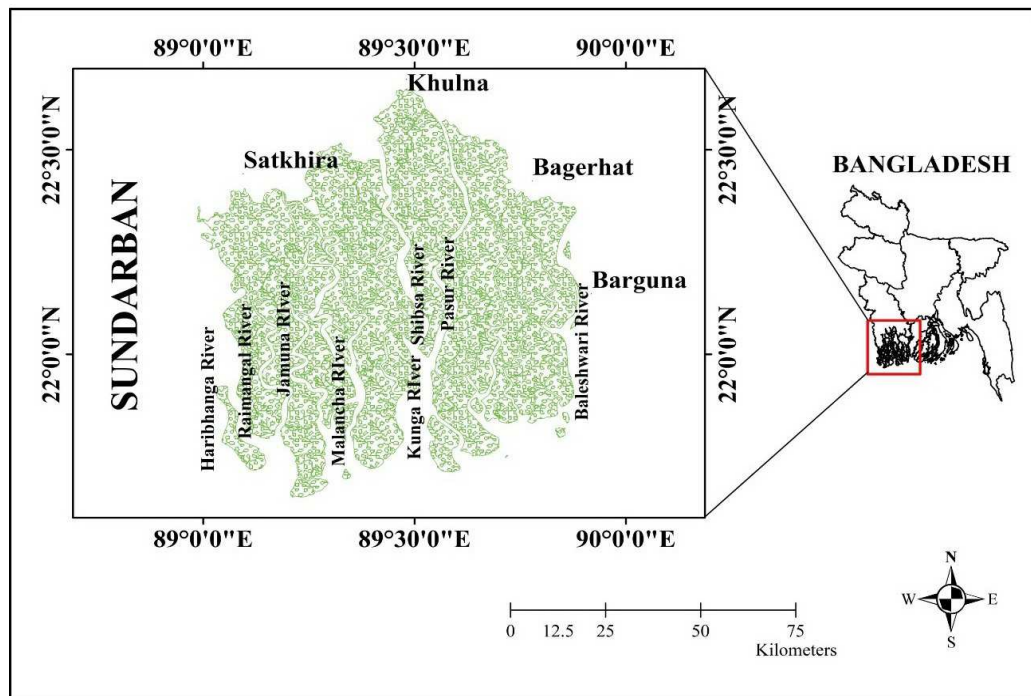 89°0'0"E
89°30'0"E
90°0'0"E
Khulna
22°30'0"N
22°30'0"N
Satkhira
Bagerhat
BANGLADESH
SUNDARBAN
Barguna
Shibsa River
Pasur River
Haribhanga River
Raimangal River
Jamuna River
Malancha RIver
Kunga RIver
Baleshwari River
22°0'0"N
22°0'0"N
89°0'0"E
89°30'0"E
90°0'0"E
N
W
E
S
0
12.5
25
50
75
Kilometers